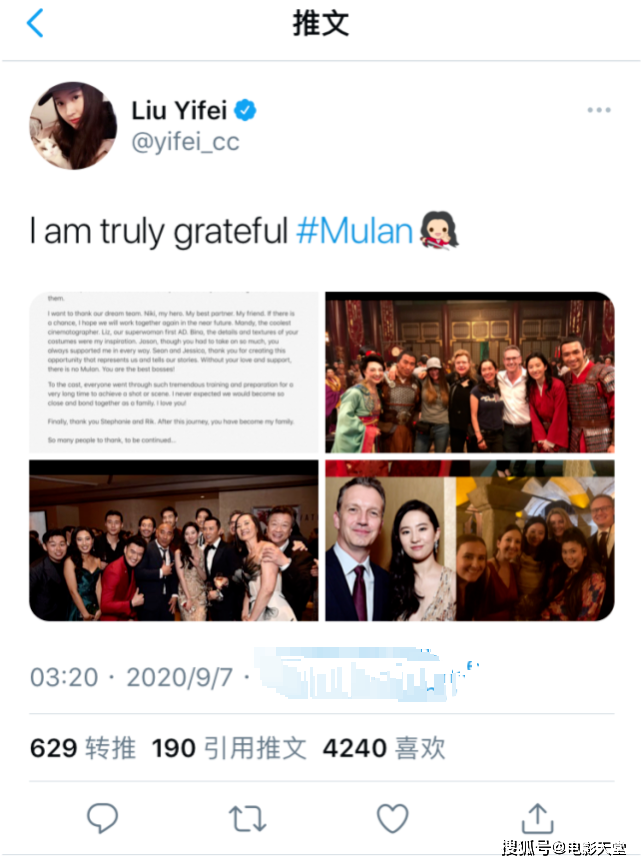 推文
Liu Yifei
@yifei_cc
I am truly grateful #Mulan
them.
I want to thank our dream team. Niki, my hero. My best partner. My friend. If there is
a chance, I hope we will work together again in the near future. Mandy, the coolest
cinematographer. Liz, our superwoman first AD. Bina, the details and textures of your
costumes were my inspiration. Jason, though you had to take on so much, you
always supported me in every way. Sean and Jessica, thank you for creating this
opportunity that represents us and tells our stories. Without your love and support,
there is no Mulan. You are the best bosses!
To the cast, everyone went through such tremendous training and preparation for a
very long time to achieve a shot or scene. I never expected we would become so
close and bond together as a family. I love you!
Finally, thank you Stephanie and Rik. After this journey, you have become my family.
So many people to thank, to be continued...
03:20 · 2020/9/7 ·
629 转推 190 引用推文 4240 喜欢
搜狐号@电影天堂